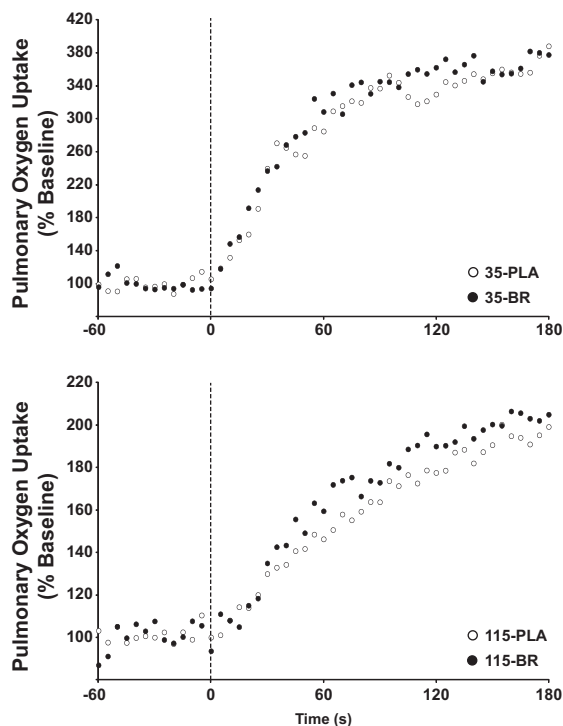 420
380
340
300
260
220
180
140
100
60
Pulmonary Oxygen Uptake
(% Baseline)
35-PLA
35-BR
-60 0 60 120 180
220
200
180
160
140
120
100
80
Pulmonary Oxygen Uptake
(% Baseline)
115-PLA
115-BR
-60 0 60 120 180
Time (s)